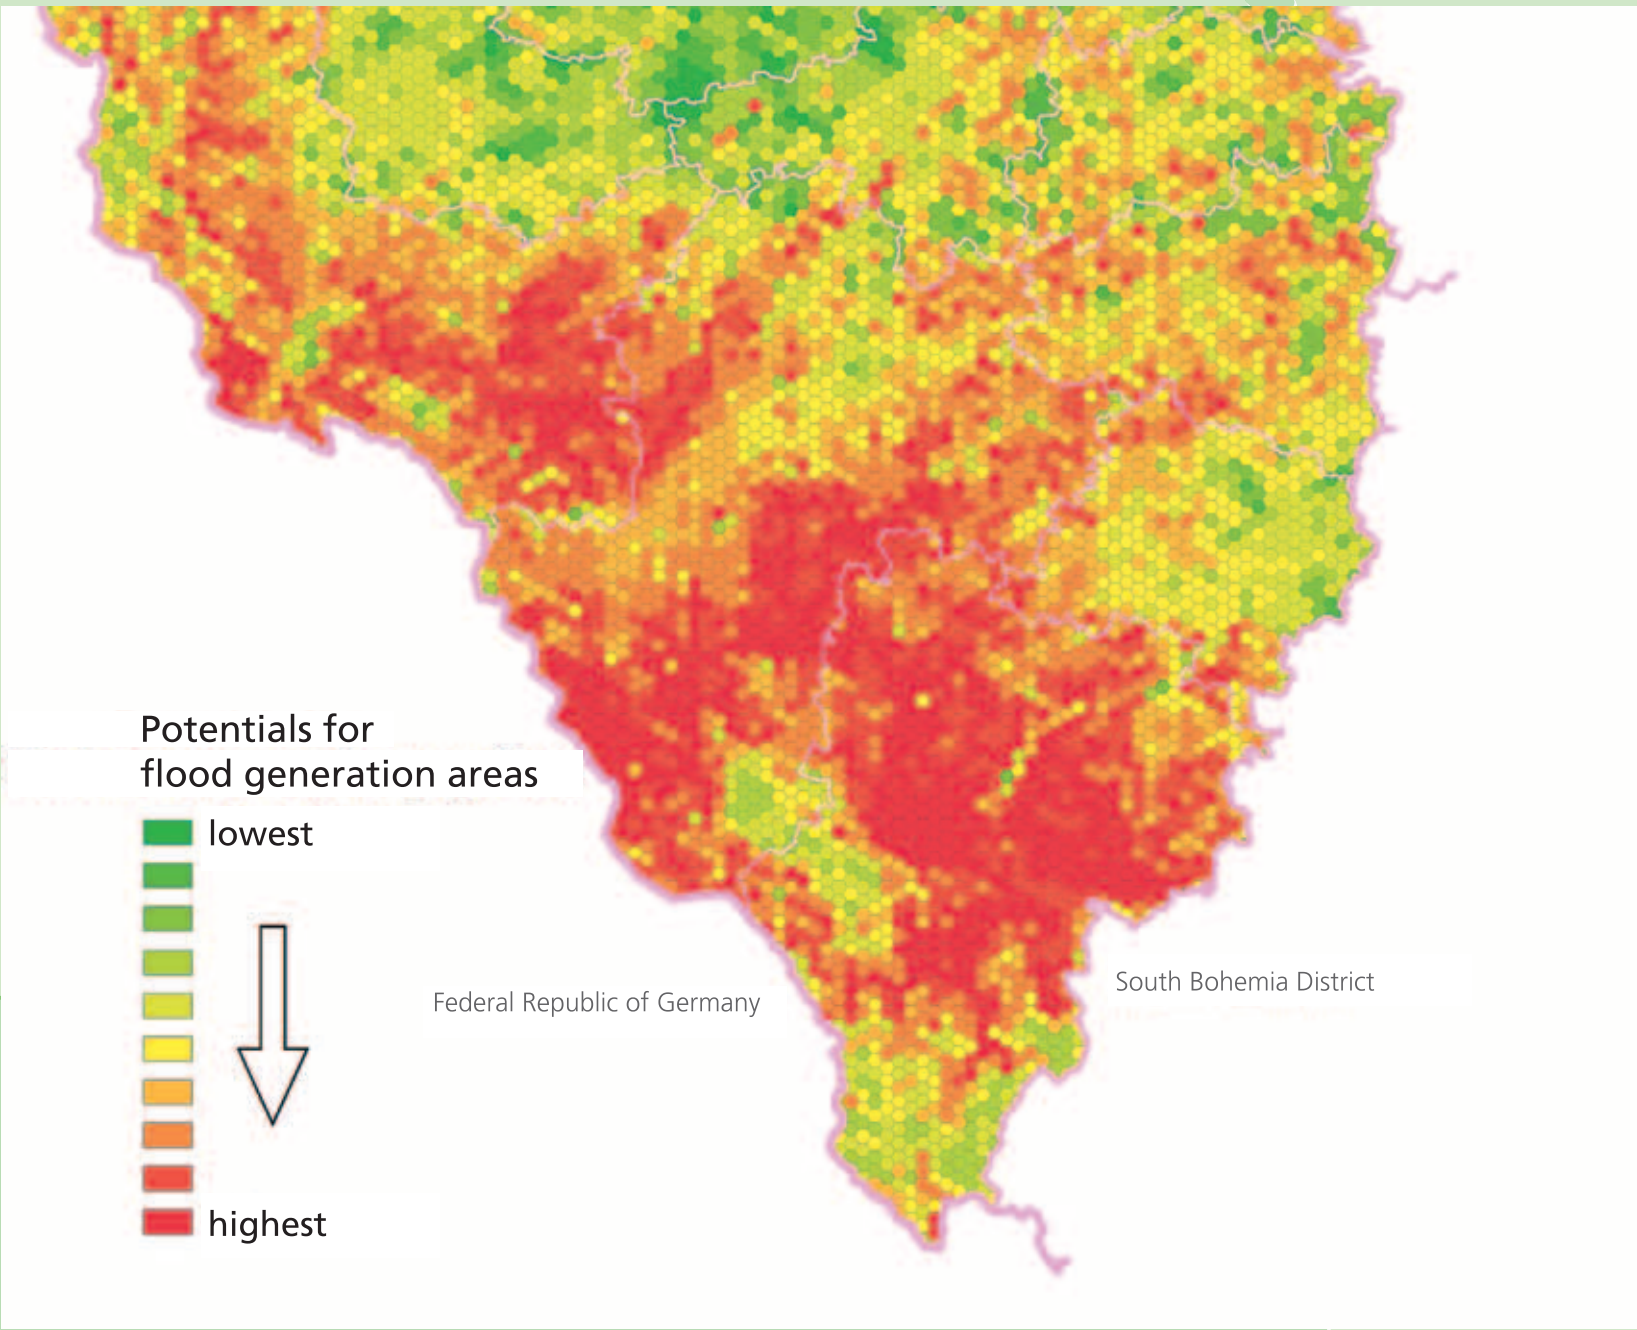 Potentials for
flood generation areas
lowest
highest
Federal Republic of Germany
South Bohemia District